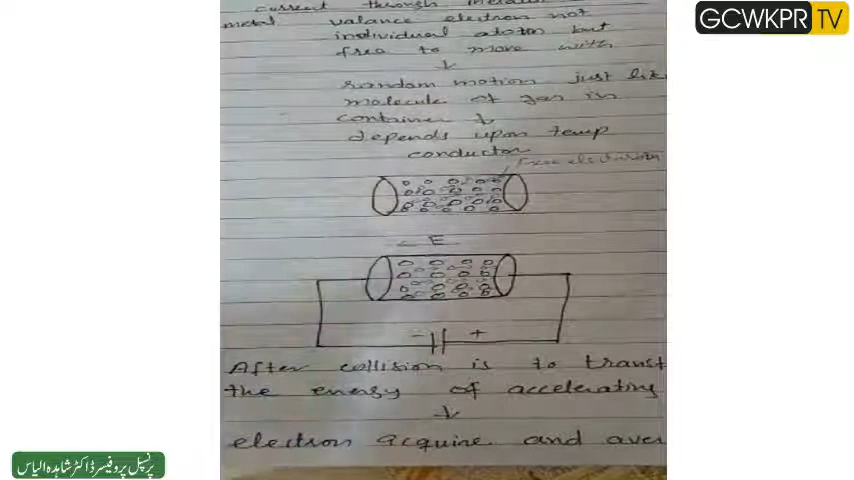 current through
metal valance electron not
individual atom but
free to move with
random motion just like
molecule of gas in
container
depends upon temp
conductor
free electron
E
- +
After collision is to transf
the energy of accelerating
electron acquire and aver
GCWKPR TV
پرنسپل پروفیسر ڈاکٹر شاہدہ الیاس